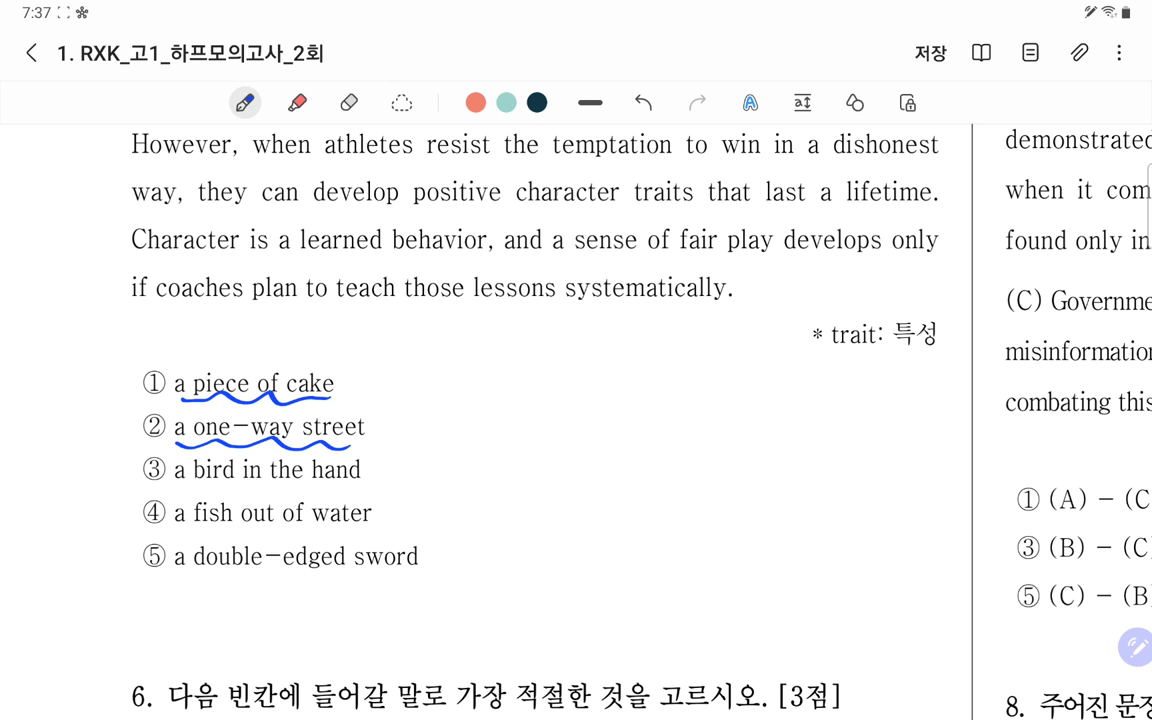 7:37
1. RXK_고1_하프모의고사_2회
저장
However, when athletes resist the temptation to win in a dishonest
way, they can develop positive character traits that last a lifetime.
Character is a learned behavior, and a sense of fair play develops only
if coaches plan to teach those lessons systematically.
* trait: 특성
① a piece of cake
② a one-way street
③ a bird in the hand
④ a fish out of water
⑤ a double-edged sword
6. 다음 빈칸에 들어갈 말로 가장 적절한 것을 고르시오. [3점]
demonstrated
when it com
found only in
(C) Governme
misinformation
combating this
① (A) - (C
③ (B) - (C)
⑤ (C) - (B)
8. 주어진 문장